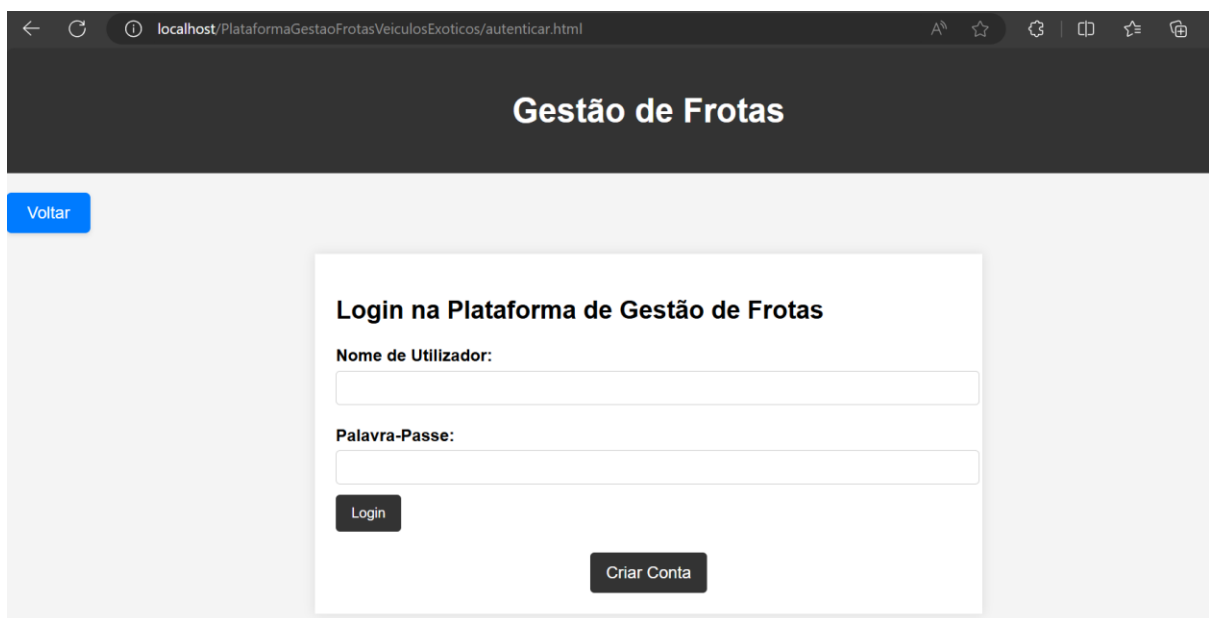 localhost/PlataformaGestaoFrotasVeiculosExoticos/autenticar.html
Gestão de Frotas
Voltar
Login na Plataforma de Gestão de Frotas
Nome de Utilizador:
Palavra-Passe:
Login
Criar Conta